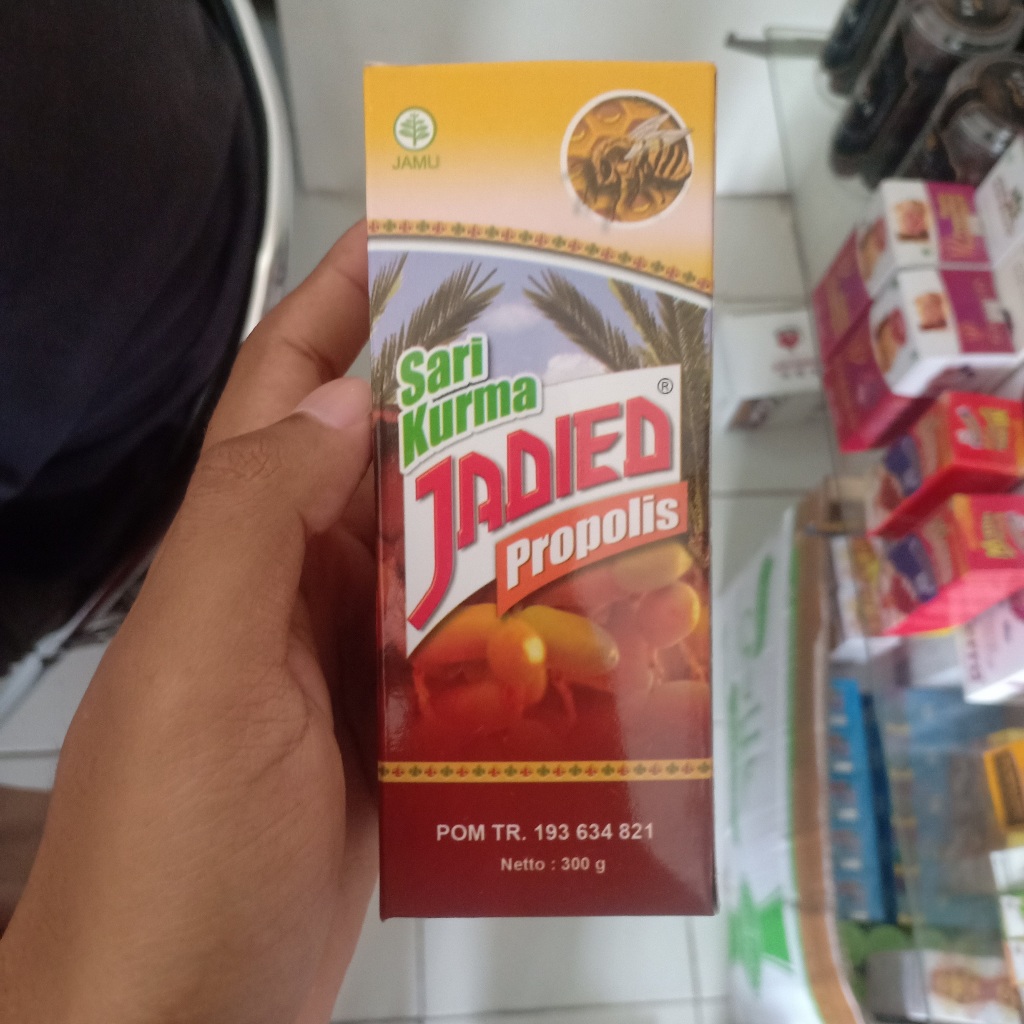 JAMU
Sari
Kurma
JADIED®
Propolis
POM TR. 193 634 821
Netto : 300 g